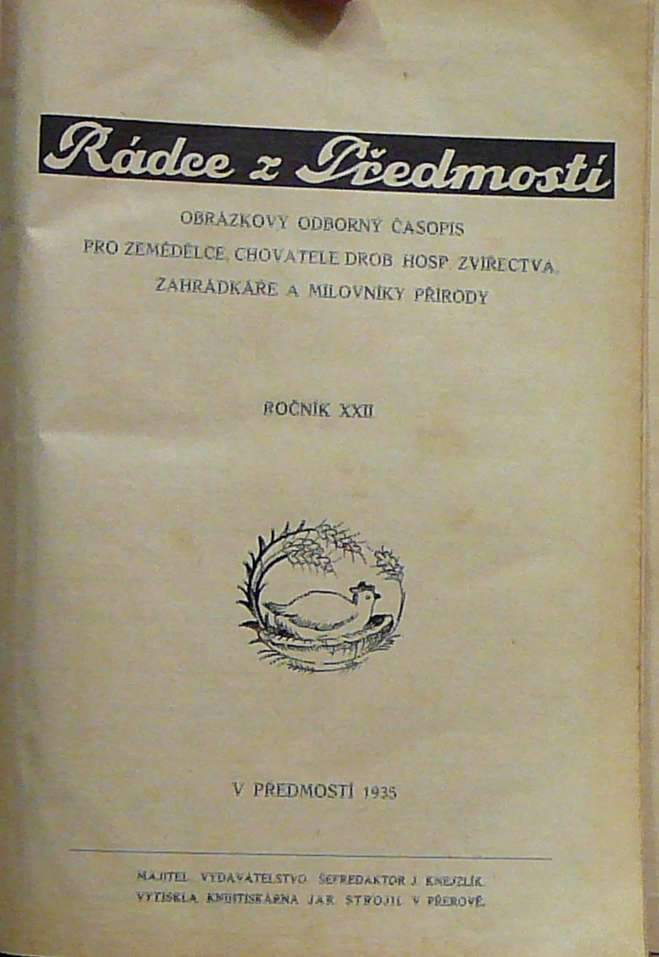 Rádce z Předmostí
OBRÁZKOVÝ ODBORNÝ ČASOPIS
PRO ZEMĚDĚLCE, CHOVATELE DROB. HOSP. ZVÍŘECTVA,
ZAHRÁDKÁŘE A MILOVNÍKY PŘÍRODY
ROČNÍK XXII
V PŘEDMOSTÍ 1935
MAJITEL VYDAVATELSTVO. ŠEFREDAKTOR J. KNEJZLÍK.
VYTISKLA KNIHTISKÁRNA JAR. STROJIL V PŘEROVĚ.